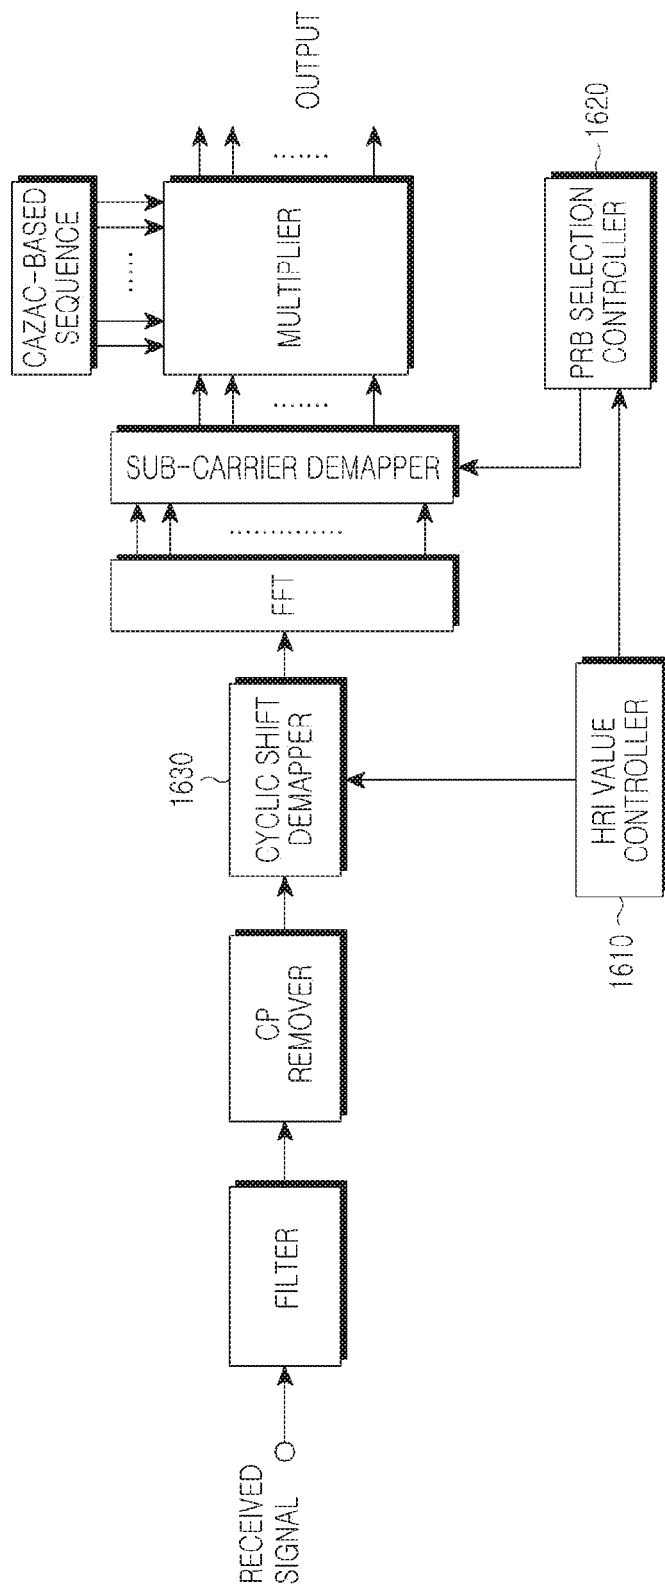 RECEIVED
SIGNAL
FILTER
CP
REMOVER
1630
CYCLIC SHIFT
DEMAPPER
FFT
SUB-CARRIER DEMAPPER
CAZAC-BASED
SEQUENCE
MULTIPLIER
OUTPUT
1610
HRI VALUE
CONTROLLER
PRB SELECTION
CONTROLLER
1620